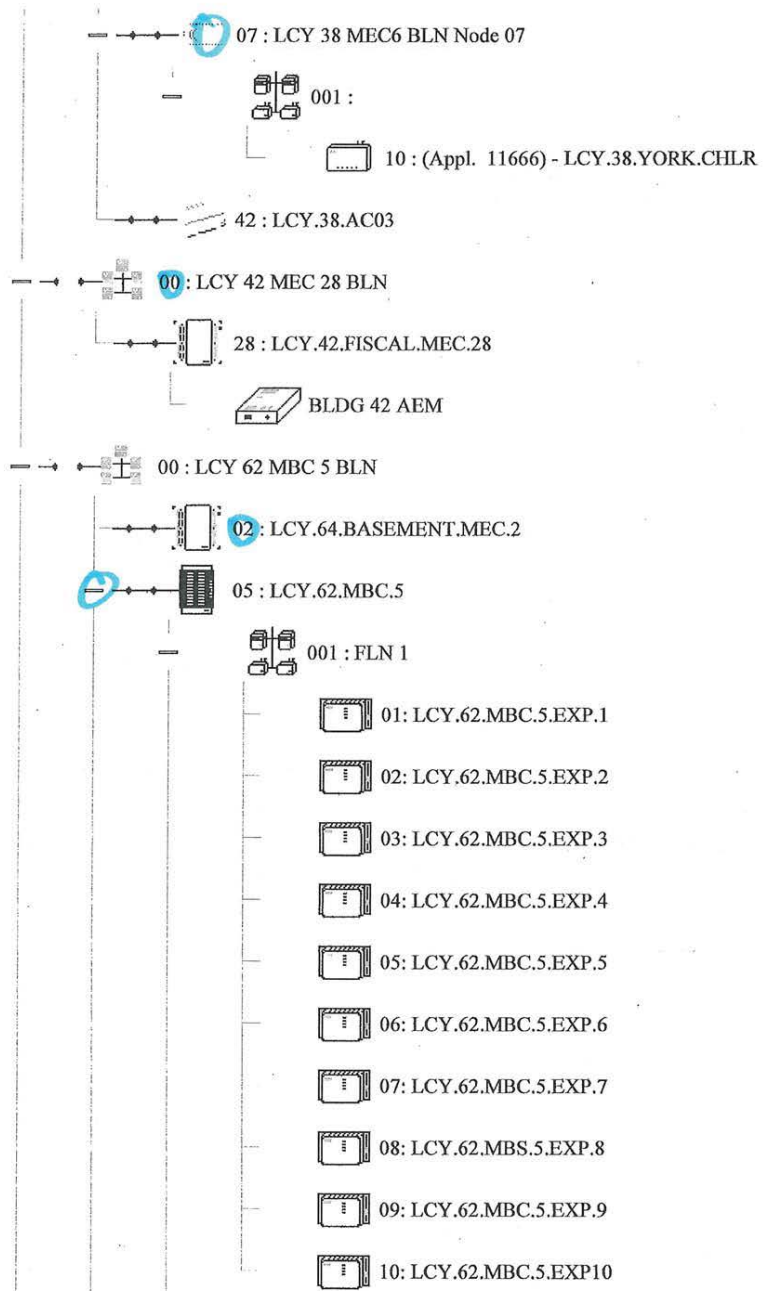 07 : LCY 38 MEC6 BLN Node 07
001 :
10 : (Appl. 11666) - LCY.38.YORK.CHLR
42 : LCY.38.AC03
00 : LCY 42 MEC 28 BLN
28 : LCY.42.FISCAL.MEC.28
BLDG 42 AEM
00 : LCY 62 MBC 5 BLN
02 : LCY.64.BASEMENT.MEC.2
05 : LCY.62.MBC.5
001 : FLN 1
01: LCY.62.MBC.5.EXP.1
02: LCY.62.MBC.5.EXP.2
03: LCY.62.MBC.5.EXP.3
04: LCY.62.MBC.5.EXP.4
05: LCY.62.MBC.5.EXP.5
06: LCY.62.MBC.5.EXP.6
07: LCY.62.MBC.5.EXP.7
08: LCY.62.MBS.5.EXP.8
09: LCY.62.MBC.5.EXP.9
10: LCY.62.MBC.5.EXP10